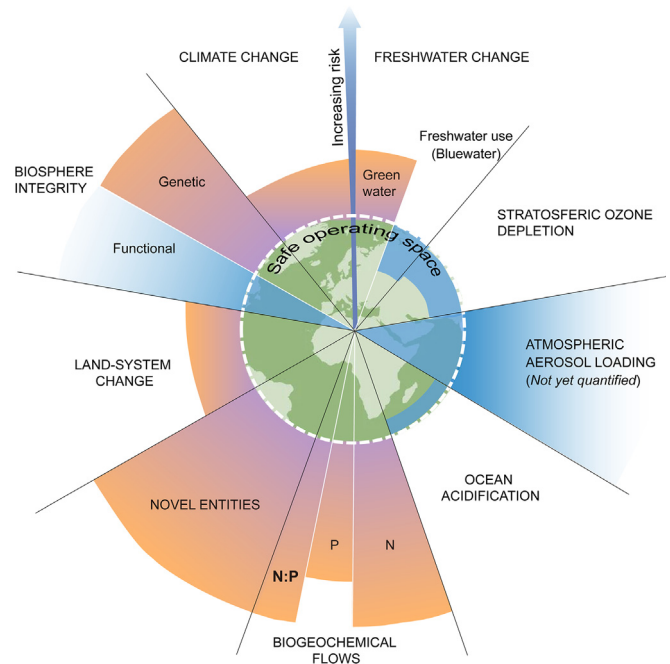 CLIMATE CHANGE
FRESHWATER CHANGE
Increasing risk
Freshwater use
(Bluewater)
BIOSPHERE
INTEGRITY
Genetic
Green
water
STRATOSFERIC OZONE
DEPLETION
Functional
Safe operating space
ATMOSPHERIC
AEROSOL LOADING
(Not yet quantified)
LAND-SYSTEM
CHANGE
OCEAN
ACIDIFICATION
NOVEL ENTITIES
P
N
N:P
BIOGEOCHEMICAL
FLOWS